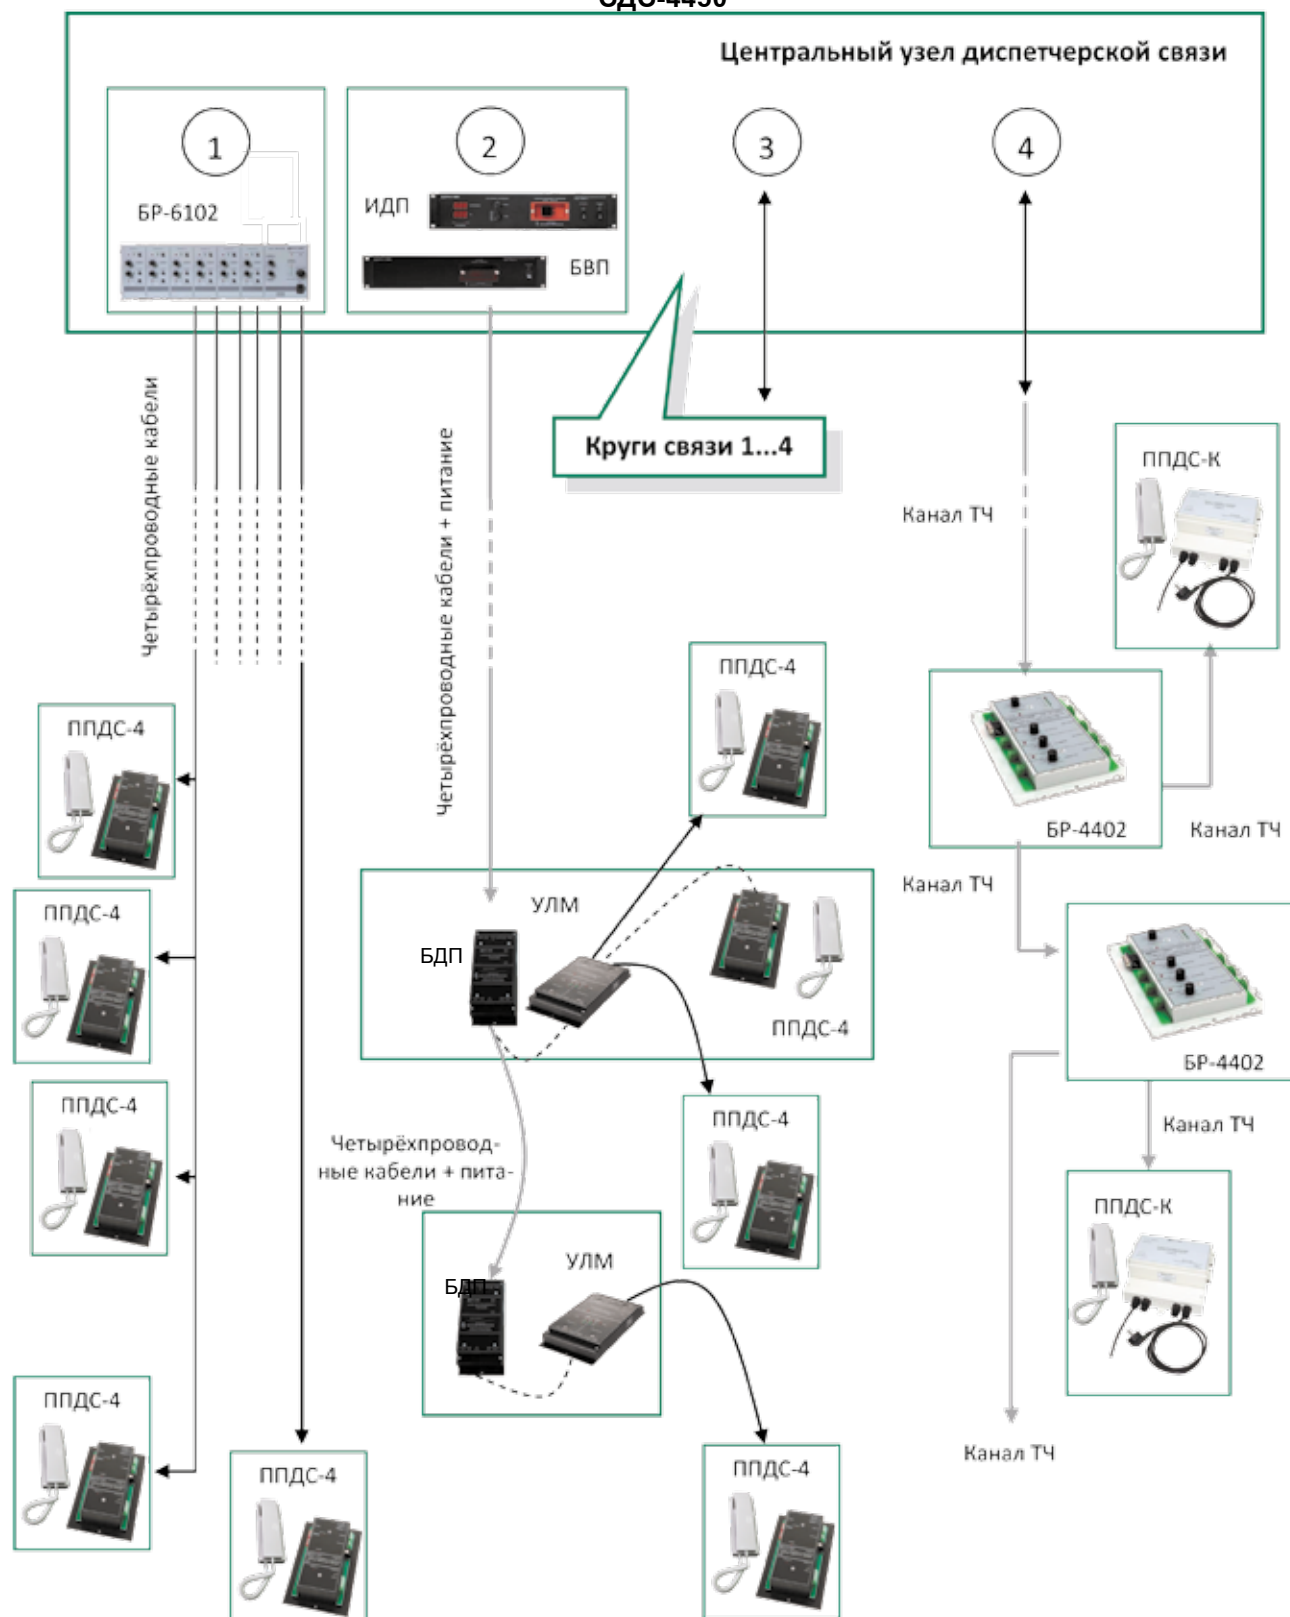 СДС-4450
Центральный узел диспетчерской связи
1
2
3
4
БР-6102
ИДП
БВП
Четырёхпроводные кабели
Четырёхпроводные кабели + питание
Круги связи 1...4
Канал ТЧ
ППДС-К
ППДС-4
ППДС-4
БР-4402
Канал ТЧ
Канал ТЧ
ППДС-4
УЛМ
БДП
ППДС-4
БР-4402
ППДС-4
ППДС-4
Канал ТЧ
Четырёхпровод-
ные кабели + пита-
ние
ППДС-К
УЛМ
БДП
ППДС-4
ППДС-4
ППДС-4
Канал ТЧ